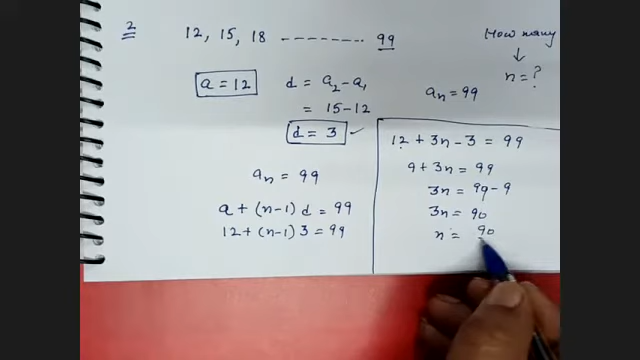 2
12, 15, 18 --------- 99
How many
↓
n = ?
a = 12
d = a₂ - a₁
= 15 - 12
d = 3 ✓
aₙ = 99
aₙ = 99
a + (n-1) d = 99
12 + (n-1) 3 = 99
12 + 3n - 3 = 99
9 + 3n = 99
3n = 99 - 9
3n = 90
n = 90